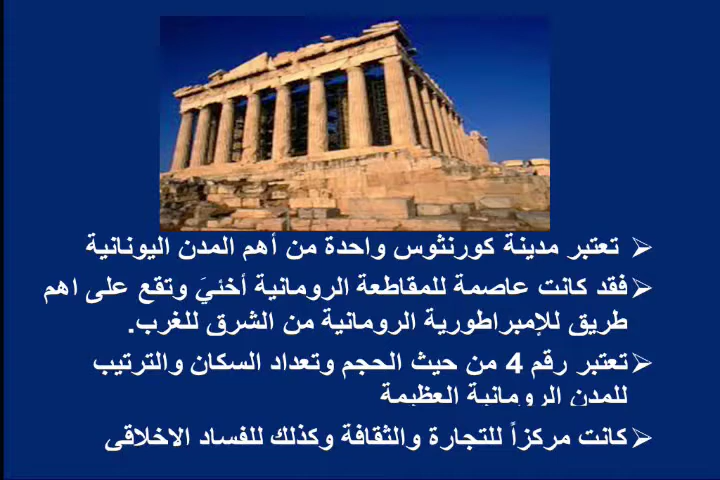 تعتبر مدينة كورنثوس واحدة من أهم المدن اليونانية
فقد كانت عاصمة للمقاطعة الرومانية أخئيَ وتقع على اهم
طريق للإمبراطورية الرومانية من الشرق للغرب.
تعتبر رقم 4 من حيث الحجم وتعداد السكان والترتيب
للمدن الرومانية العظيمة
كانت مركزاً للتجارة والثقافة وكذلك للفساد الاخلاقى